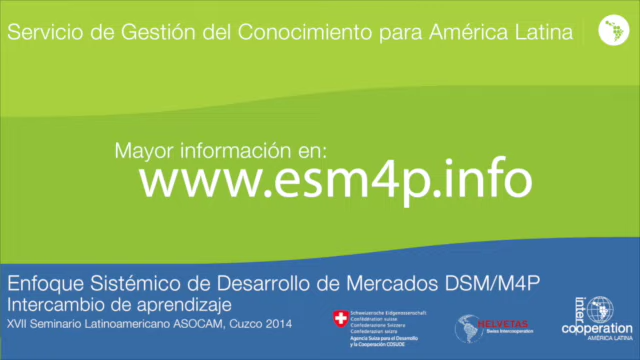 Servicio de Gestión del Conocimiento para América Latina
Mayor información en:
www.esm4p.info
Enfoque Sistémico de Desarrollo de Mercados DSM/M4P
Intercambio de aprendizaje
XVII Seminario Latinoamericano ASOCAM, Cuzco 2014
Schweizerische Eidgenossenschaft
Confédération suisse
Confederazione Svizzera
Confederaziun svizra
Agencia Suiza para el Desarrollo
y la Cooperación COSUDE
HELVETAS
Swiss Intercooperation
inter
cooperation
AMÉRICA LATINA